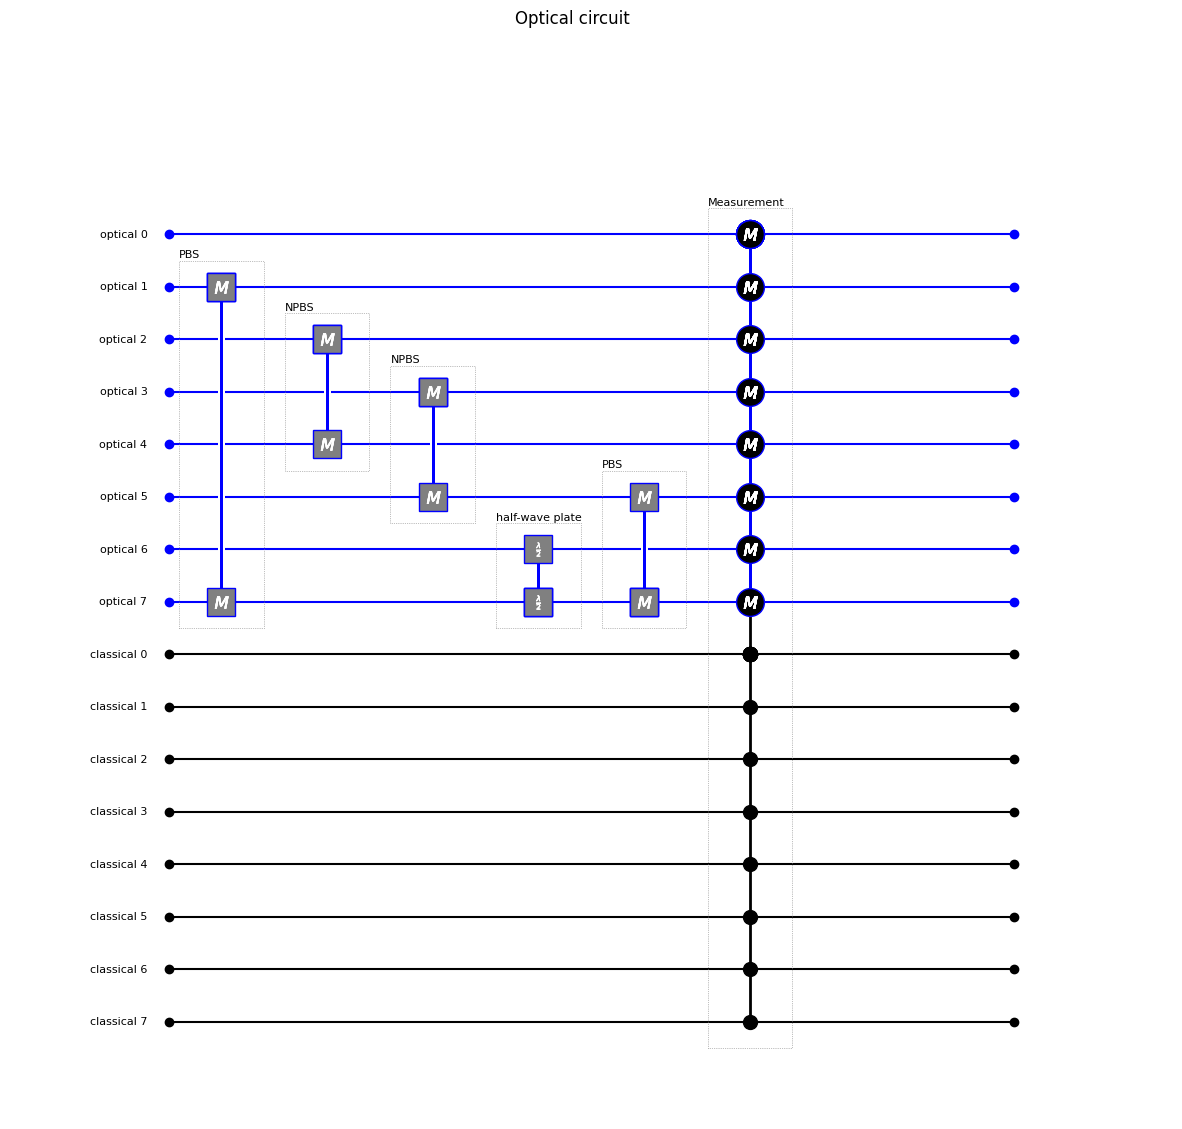 Optical circuit
Measurement
optical 0 M
PBS
optical 1 M M
NPBS
optical 2 M M
NPBS
optical 3 M M
optical 4 M M
PBS
optical 5 M M M
half-wave plate
optical 6 λ/2 M
optical 7 M λ/2 M M
classical 0
classical 1
classical 2
classical 3
classical 4
classical 5
classical 6
classical 7